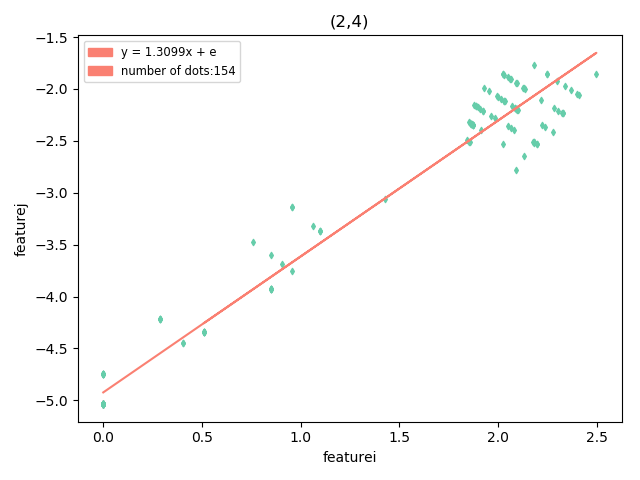 (2,4)
y = 1.3099x + e
number of dots:154
−1.5
−2.0
−2.5
−3.0
−3.5
−4.0
−4.5
−5.0
featurej
0.0 0.5 1.0 1.5 2.0 2.5
featurei